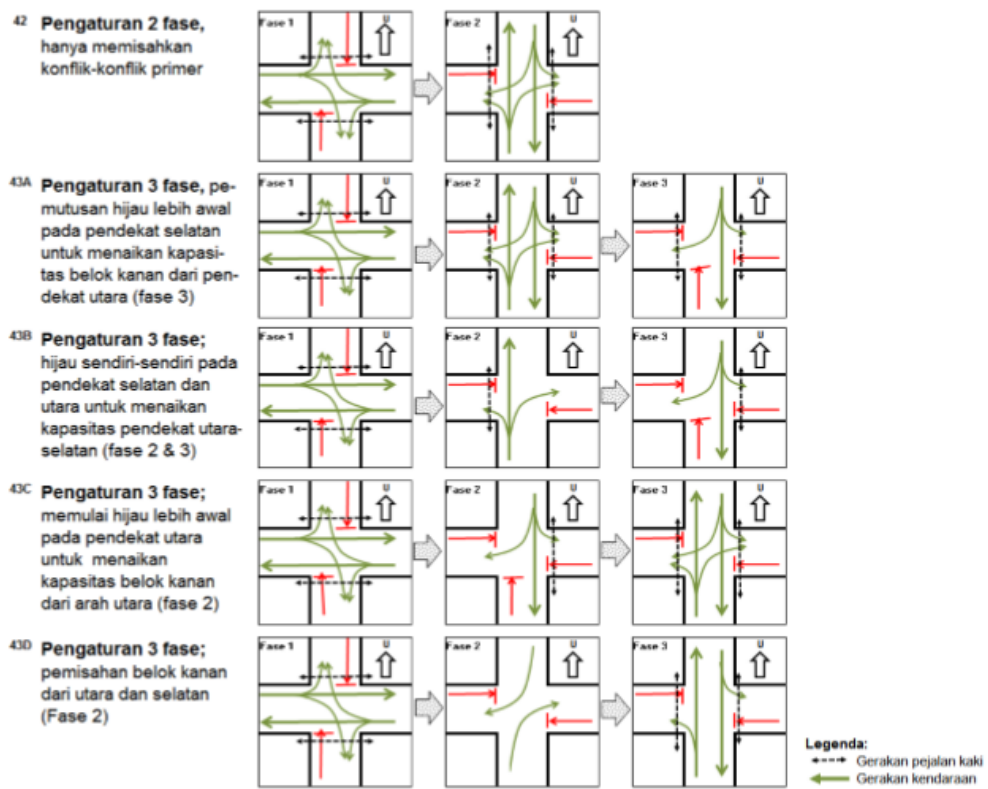 42 Pengaturan 2 fase,
hanya memisahkan
konflik-konflik primer
Fase 1
U
Fase 2
U
43A Pengaturan 3 fase, pe-
mutusan hijau lebih awal
pada pendekat selatan
untuk menaikan kapasi-
tas belok kanan dari pen-
dekat utara (fase 3)
Fase 1
U
Fase 2
U
Fase 3
U
43B Pengaturan 3 fase;
hijau sendiri-sendiri pada
pendekat selatan dan
utara untuk menaikan
kapasitas pendekat utara-
selatan (fase 2 & 3)
Fase 1
U
Fase 2
U
Fase 3
U
43C Pengaturan 3 fase;
memulai hijau lebih awal
pada pendekat utara
untuk menaikan
kapasitas belok kanan
dari arah utara (fase 2)
Fase 1
U
Fase 2
U
Fase 3
U
43D Pengaturan 3 fase;
pemisahan belok kanan
dari utara dan selatan
(Fase 2)
Fase 1
U
Fase 2
U
Fase 3
U
Legenda:
Gerakan pejalan kaki
Gerakan kendaraan